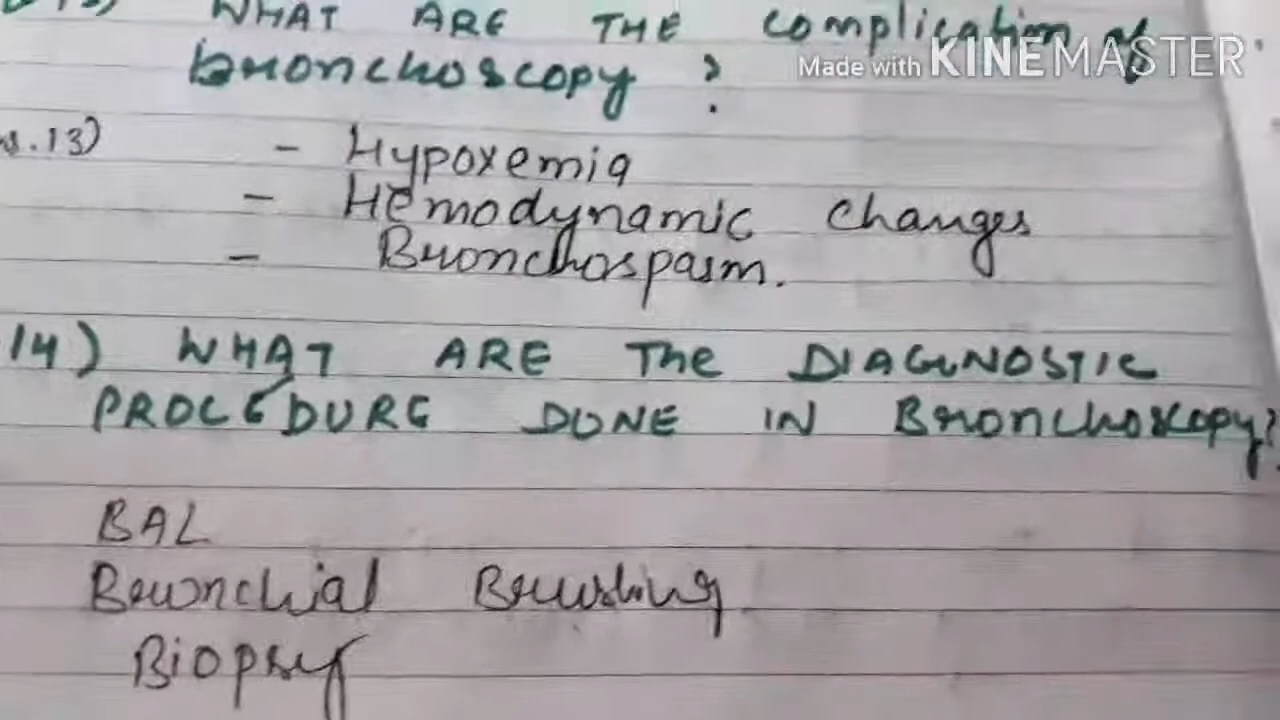 WHAT ARE THE complication of
bronchoscopy ?
Made with KINEMASTER
s.13)
- Hypoxemia
- Hemodynamic changes
- Bronchospasm.
14) WHAT ARE The DIAGNOSTIC
PROCEDURE DONE IN Bronchoscopy?
BAL
Bronchial Brushing
Biopsy